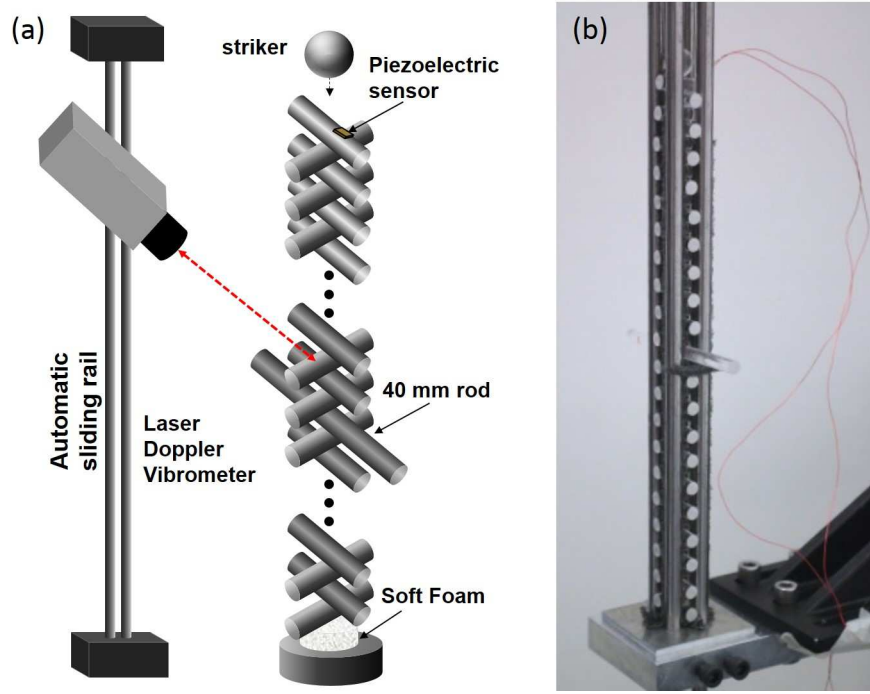 (a)
striker
Piezoelectric
sensor
Automatic
sliding rail
Laser
Doppler
Vibrometer
40 mm rod
Soft Foam
(b)